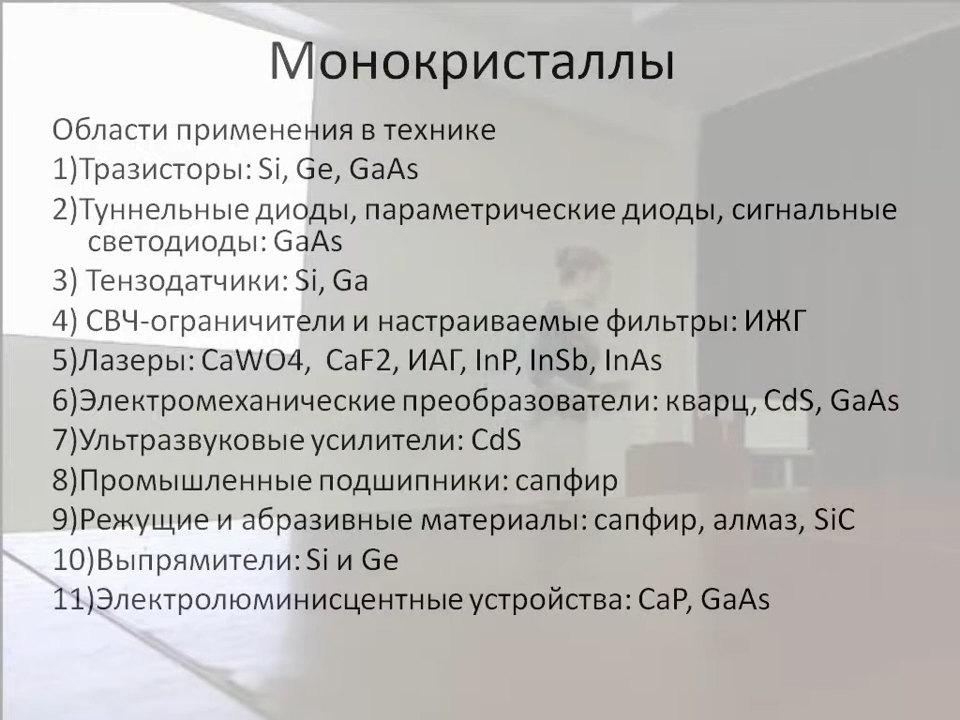 Монокристаллы
Области применения в технике
1)Тразисторы: Si, Ge, GaAs
2)Туннельные диоды, параметрические диоды, сигнальные
светодиоды: GaAs
3) Тензодатчики: Si, Ga
4) СВЧ-ограничители и настраиваемые фильтры: ИЖГ
5)Лазеры: CaWO4, CaF2, ИАГ, InP, InSb, InAs
6)Электромеханические преобразователи: кварц, CdS, GaAs
7)Ультразвуковые усилители: CdS
8)Промышленные подшипники: сапфир
9)Режущие и абразивные материалы: сапфир, алмаз, SiC
10)Выпрямители: Si и Ge
11)Электролюминисцентные устройства: CaP, GaAs